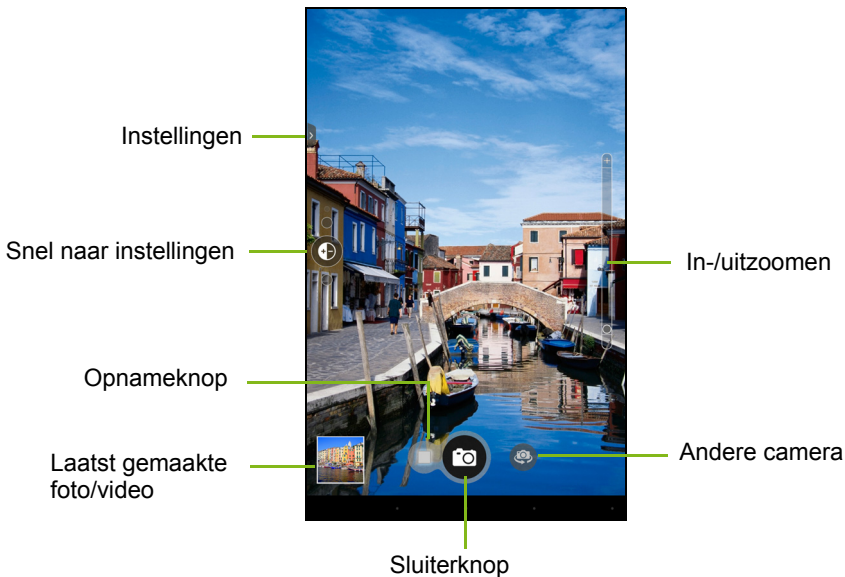 Instellingen
Snel naar instellingen
In-/uitzoomen
Opnameknop
Laatst gemaakte
foto/video
Andere camera
Sluiterknop